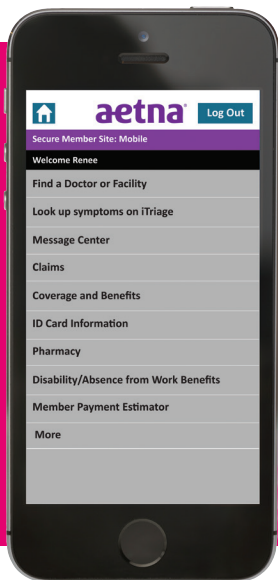 aetna
Log Out
Secure Member Site: Mobile
Welcome Renee
Find a Doctor or Facility
Look up symptoms on iTriage
Message Center
Claims
Coverage and Benefits
ID Card Information
Pharmacy
Disability/Absence from Work Benefits
Member Payment Estimator
More